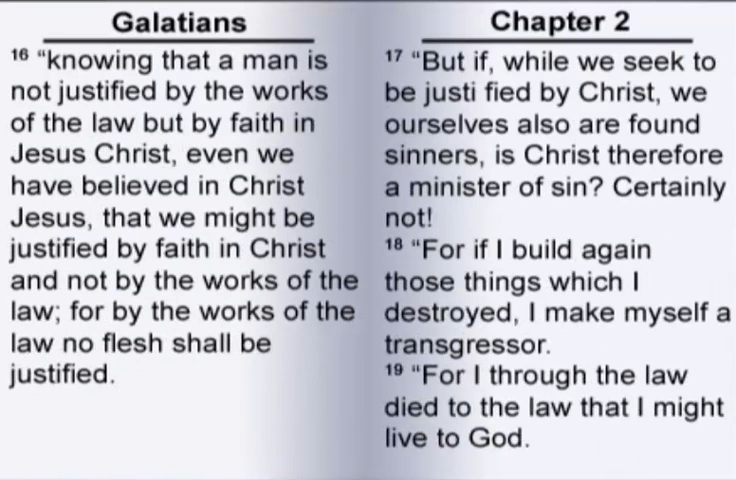 Galatians
16 “knowing that a man is
not justified by the works
of the law but by faith in
Jesus Christ, even we
have believed in Christ
Jesus, that we might be
justified by faith in Christ
and not by the works of the
law; for by the works of the
law no flesh shall be
justified.
Chapter 2
17 “But if, while we seek to
be justi fied by Christ, we
ourselves also are found
sinners, is Christ therefore
a minister of sin? Certainly
not!
18 “For if I build again
those things which I
destroyed, I make myself a
transgressor.
19 “For I through the law
died to the law that I might
live to God.